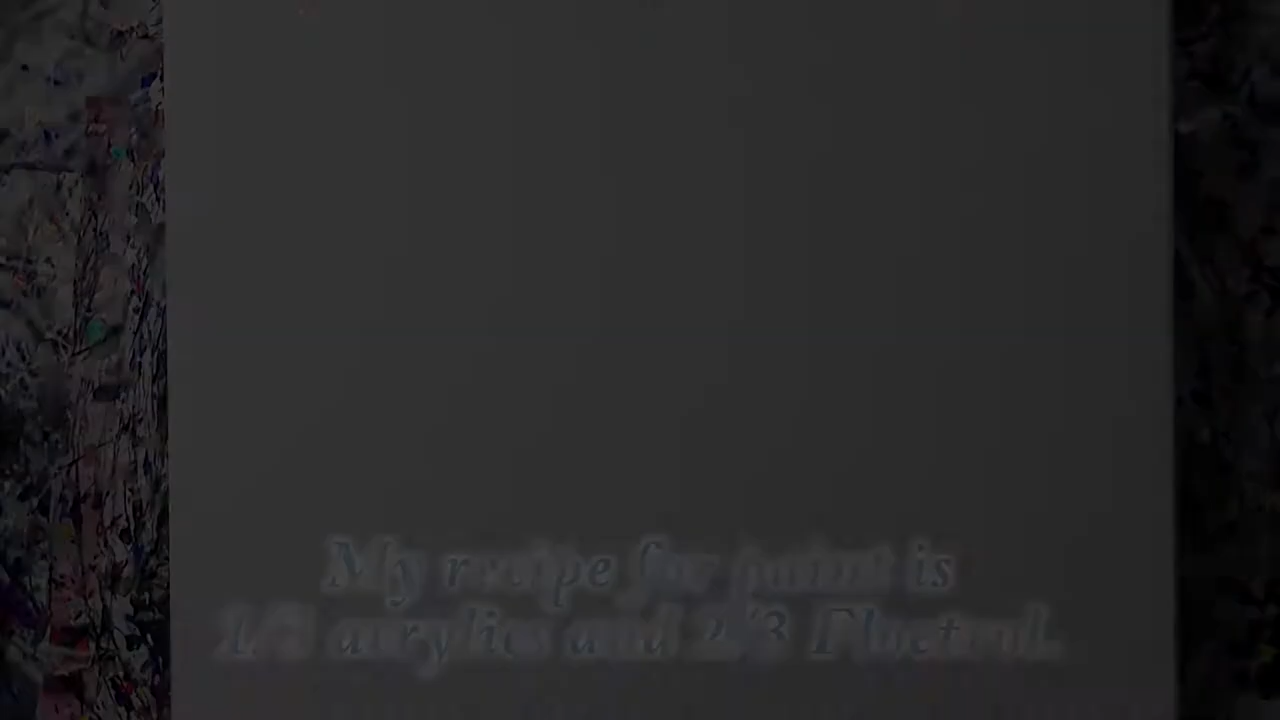 My recipe for paint is
1/3 acrylics and 2/3 Floetrol.